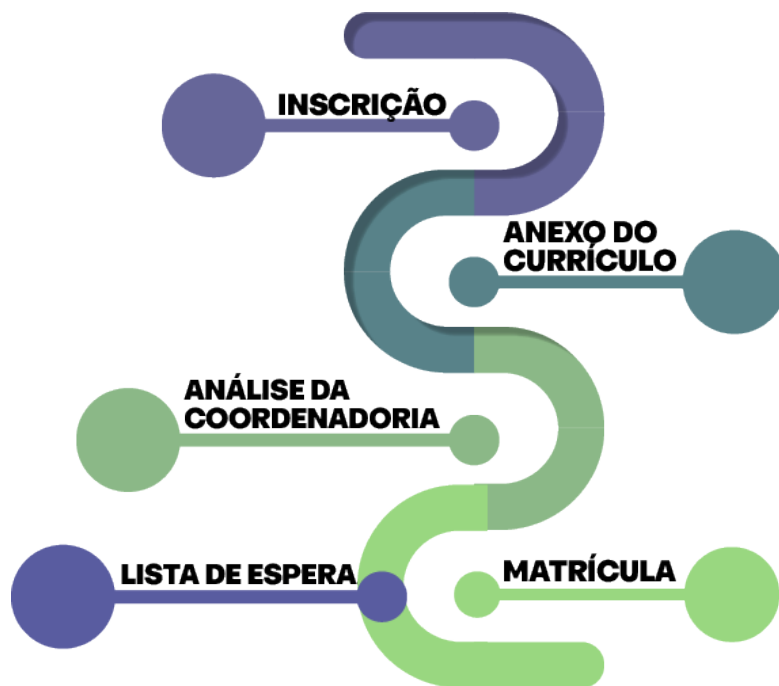 INSCRIÇÃO
ANEXO DO
CURRÍCULO
ANÁLISE DA
COORDENADORIA
LISTA DE ESPERA
MATRÍCULA